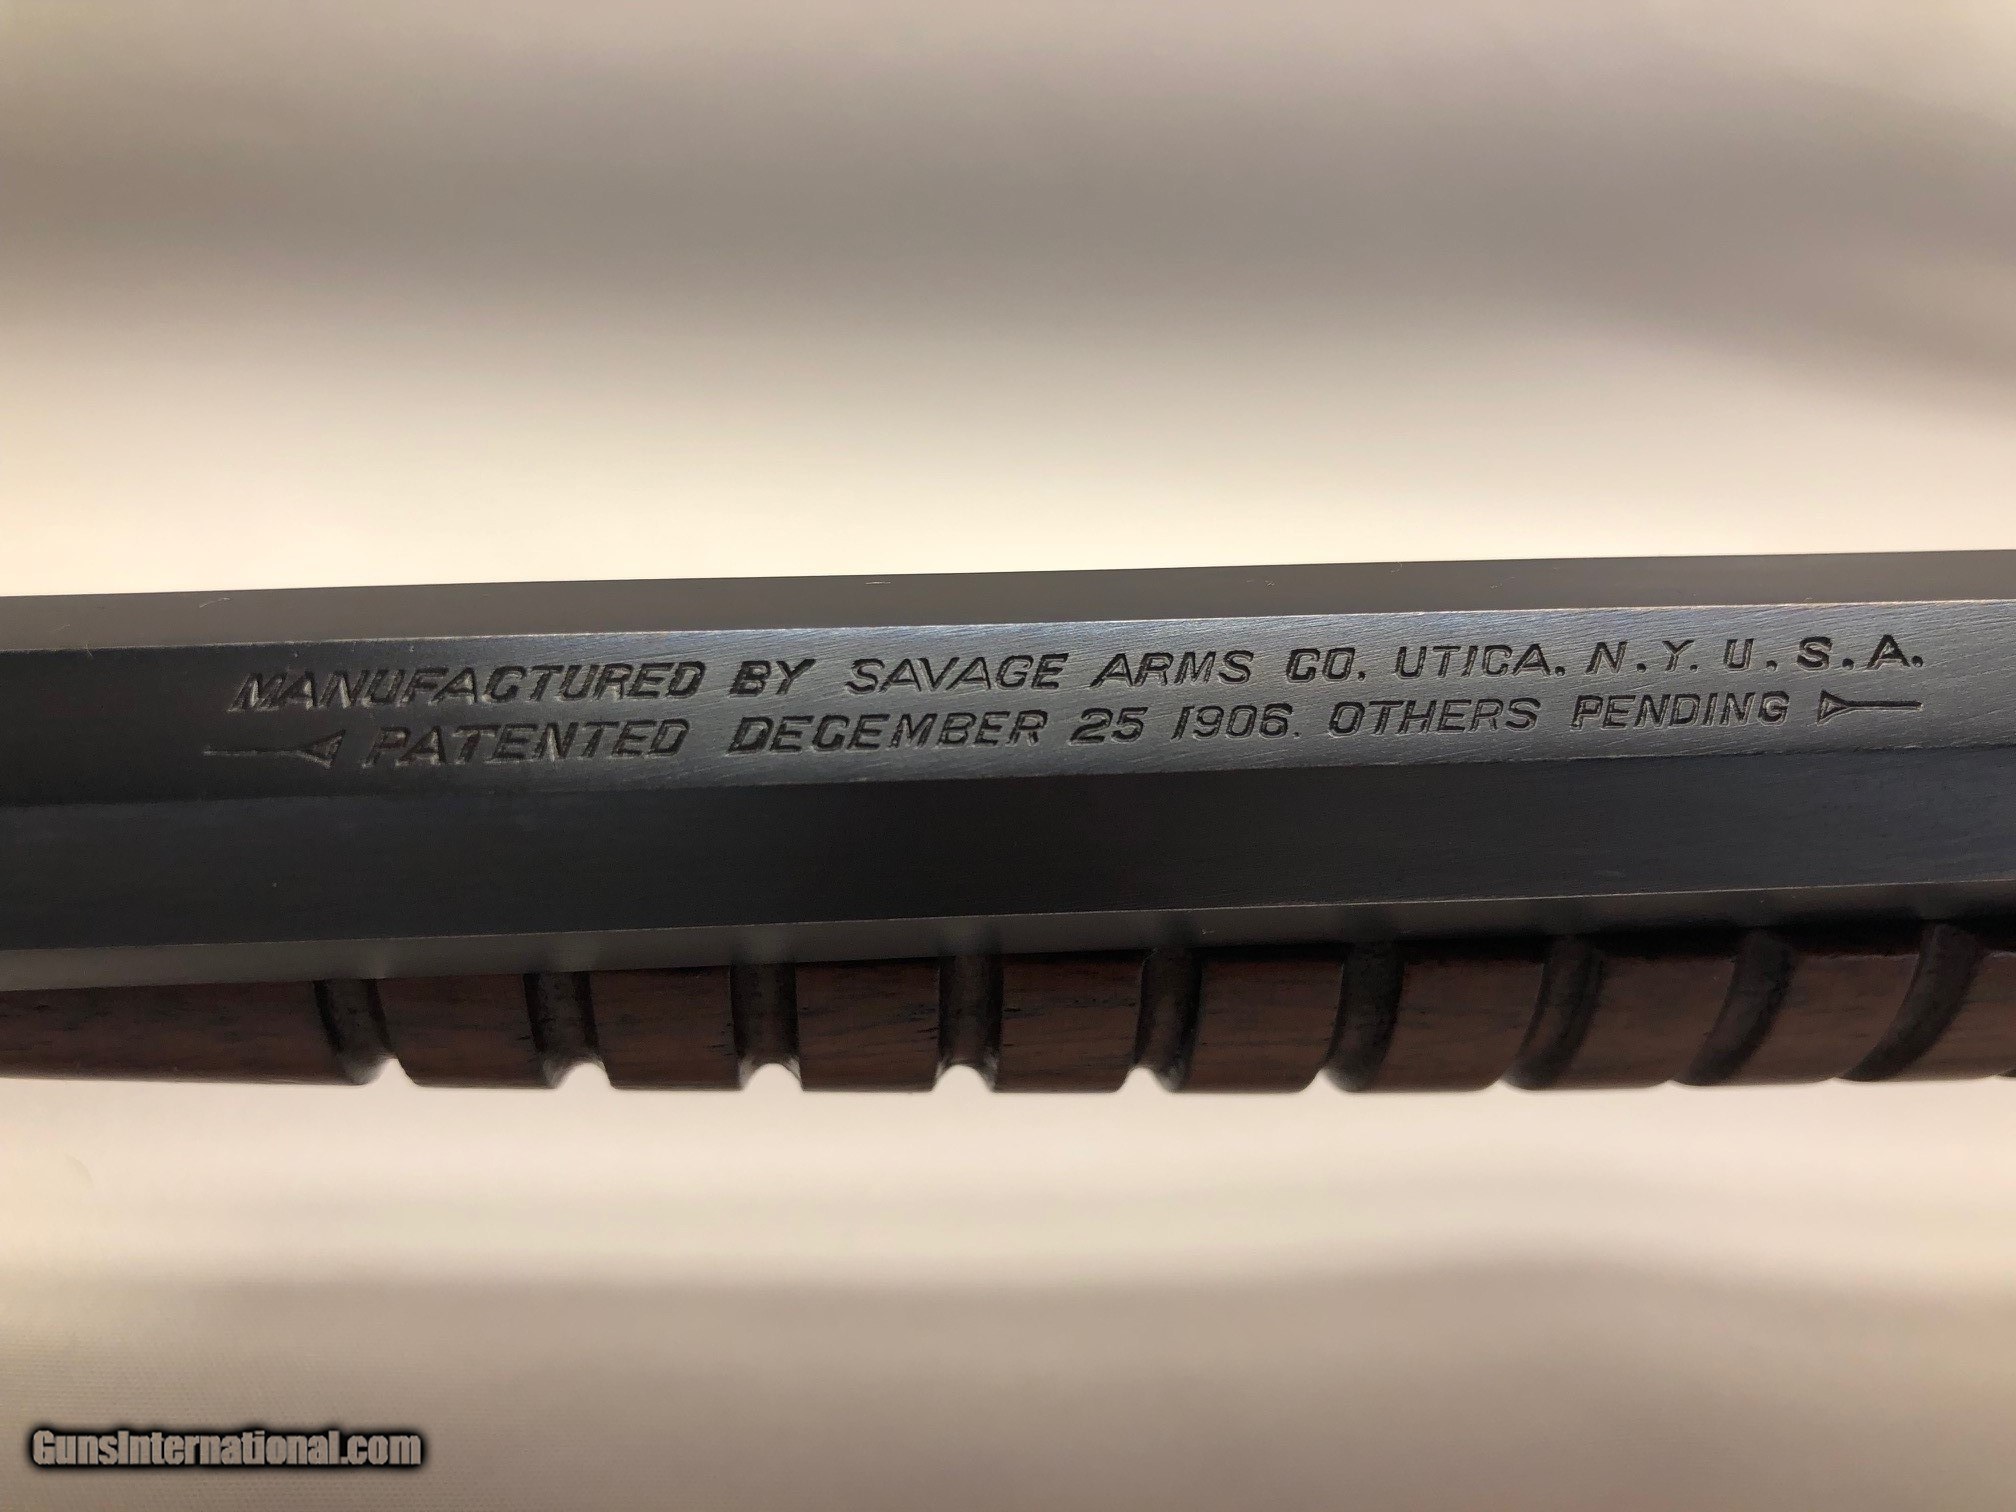 MANUFACTURED BY SAVAGE ARMS CO. UTICA. N.Y. U.S.A.
PATENTED DECEMBER 25 1906. OTHERS PENDING
GunsInternational.com